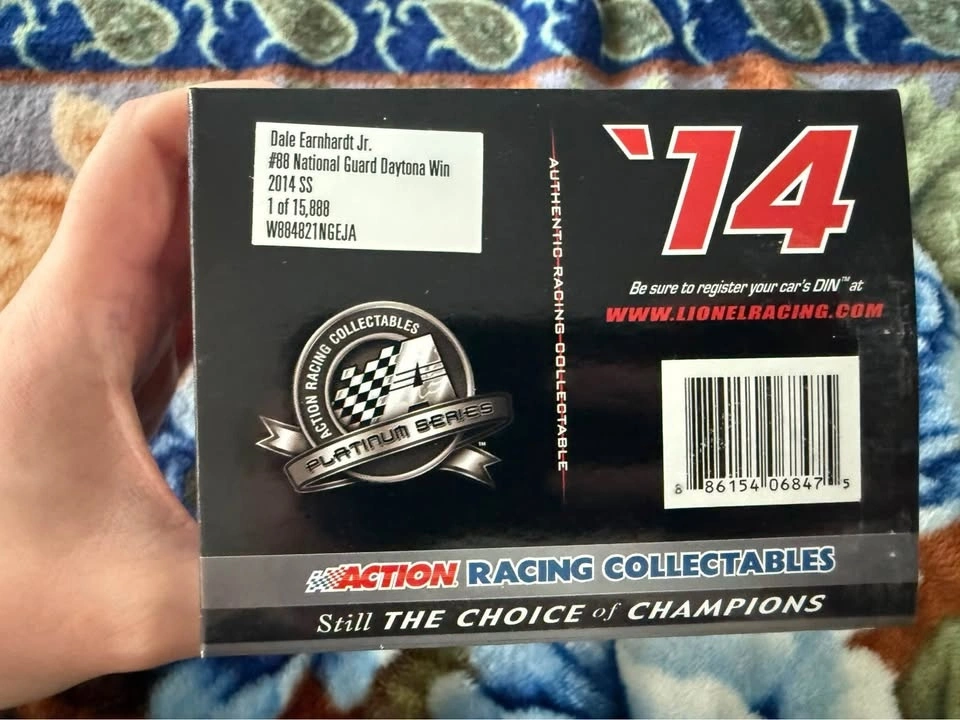 Dale Earnhardt Jr.
#88 National Guard Daytona Win
2014 SS
1 of 15,888
W884821NGEJA
ACTION RACING COLLECTABLES
A
PLATINUM SERIES™
AUTHENTIC RACING COLLECTABLE
'14
Be sure to register your car's DIN™ at
WWW.LIONELRACING.COM
8 86154 06847 5
ACTION RACING COLLECTABLES
Still THE CHOICE of CHAMPIONS